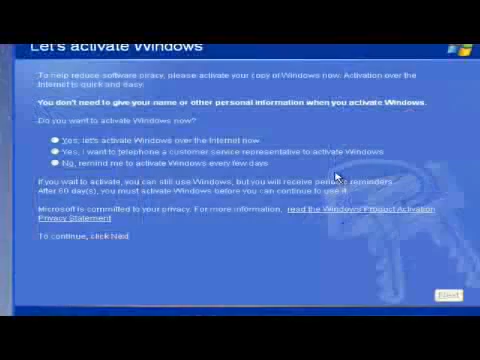 Let's activate Windows
To help reduce software piracy, please activate your copy of Windows now. Activation over the
Internet is quick and easy.
You don't need to give your name or other personal information when you activate Windows.
Do you want to activate Windows now?
Yes, let's activate Windows over the Internet now
Yes, I want to telephone a customer service representative to activate Windows
No, remind me to activate Windows every few days
If you wait to activate, you can still use Windows, but you will receive periodic reminders.
After 60 day(s), you must activate Windows before you can continue to use it.
Microsoft is committed to your privacy. For more information, read the Windows Product Activation
Privacy Statement
To continue, click Next
Next